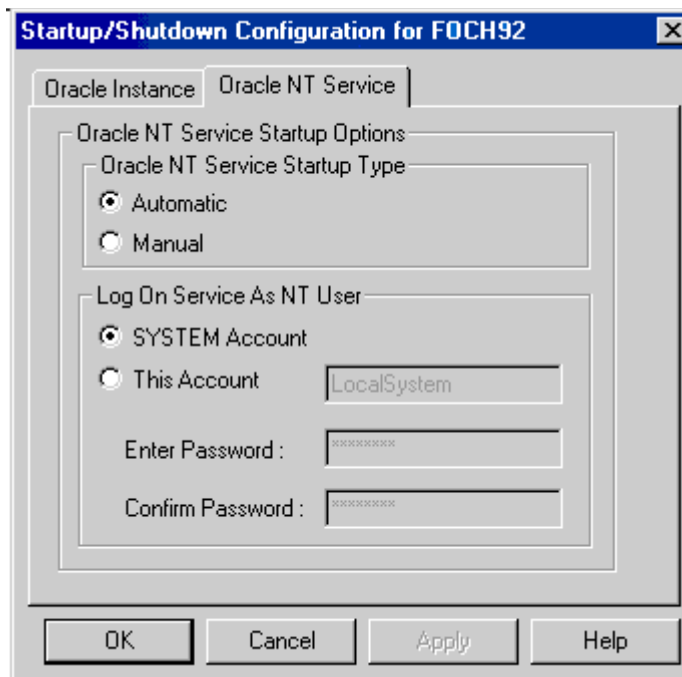 Startup/Shutdown Configuration for FOCH92
Oracle Instance
Oracle NT Service
Oracle NT Service Startup Options
Oracle NT Service Startup Type
Automatic
Manual
Log On Service As NT User
SYSTEM Account
This Account
LocalSystem
Enter Password :
********
Confirm Password :
********
OK
Cancel
Apply
Help